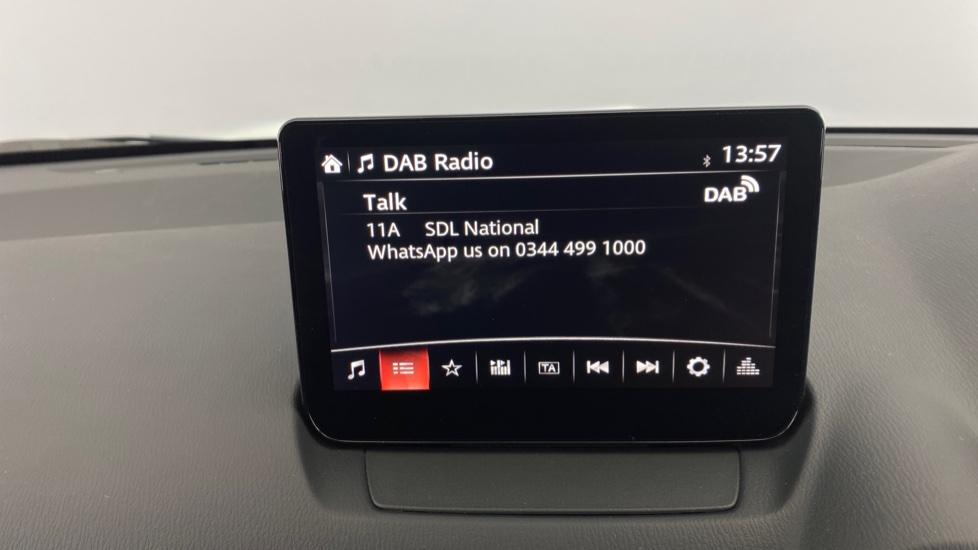 DAB Radio 13:57
Talk DAB
11A SDL National
WhatsApp us on 0344 499 1000
TA